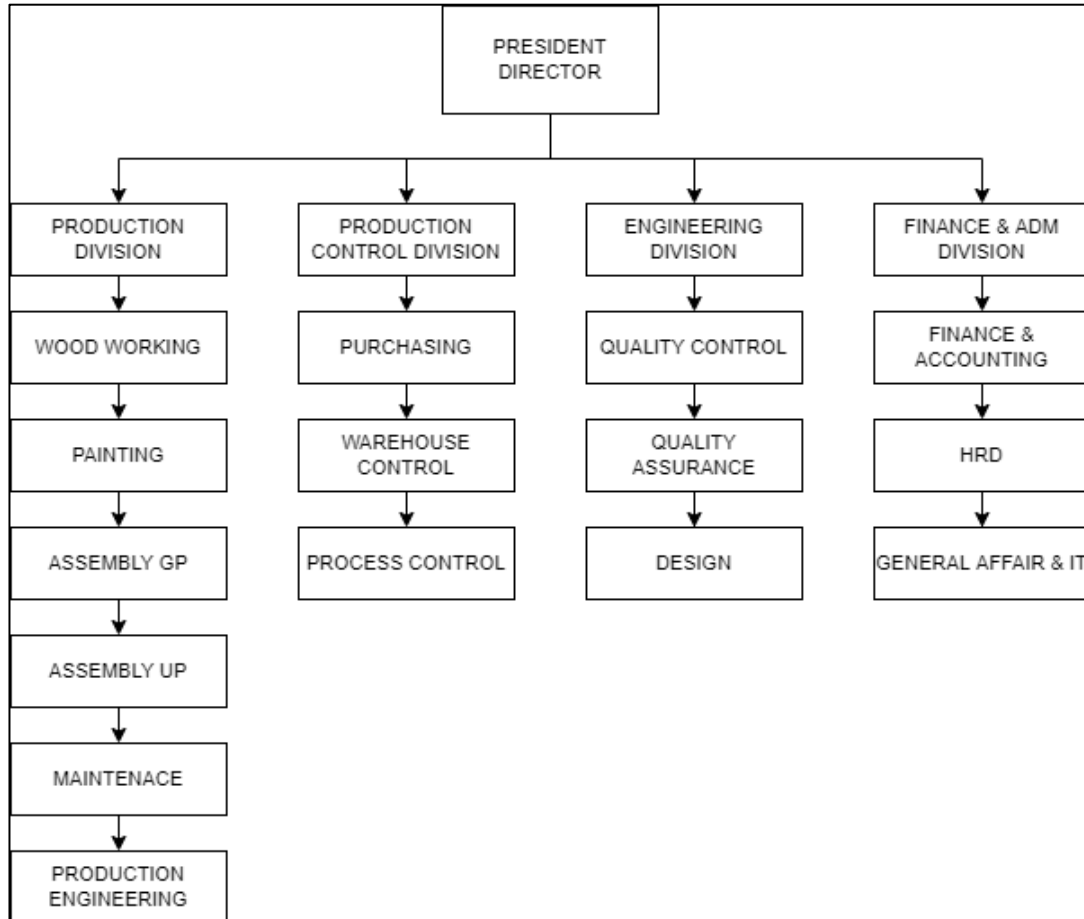 PRESIDENT
DIRECTOR
PRODUCTION
DIVISION
PRODUCTION
CONTROL DIVISION
ENGINEERING
DIVISION
FINANCE & ADM
DIVISION
WOOD WORKING
PURCHASING
QUALITY CONTROL
FINANCE &
ACCOUNTING
PAINTING
WAREHOUSE
CONTROL
QUALITY
ASSURANCE
HRD
ASSEMBLY GP
PROCESS CONTROL
DESIGN
GENERAL AFFAIR & IT
ASSEMBLY UP
MAINTENACE
PRODUCTION
ENGINEERING